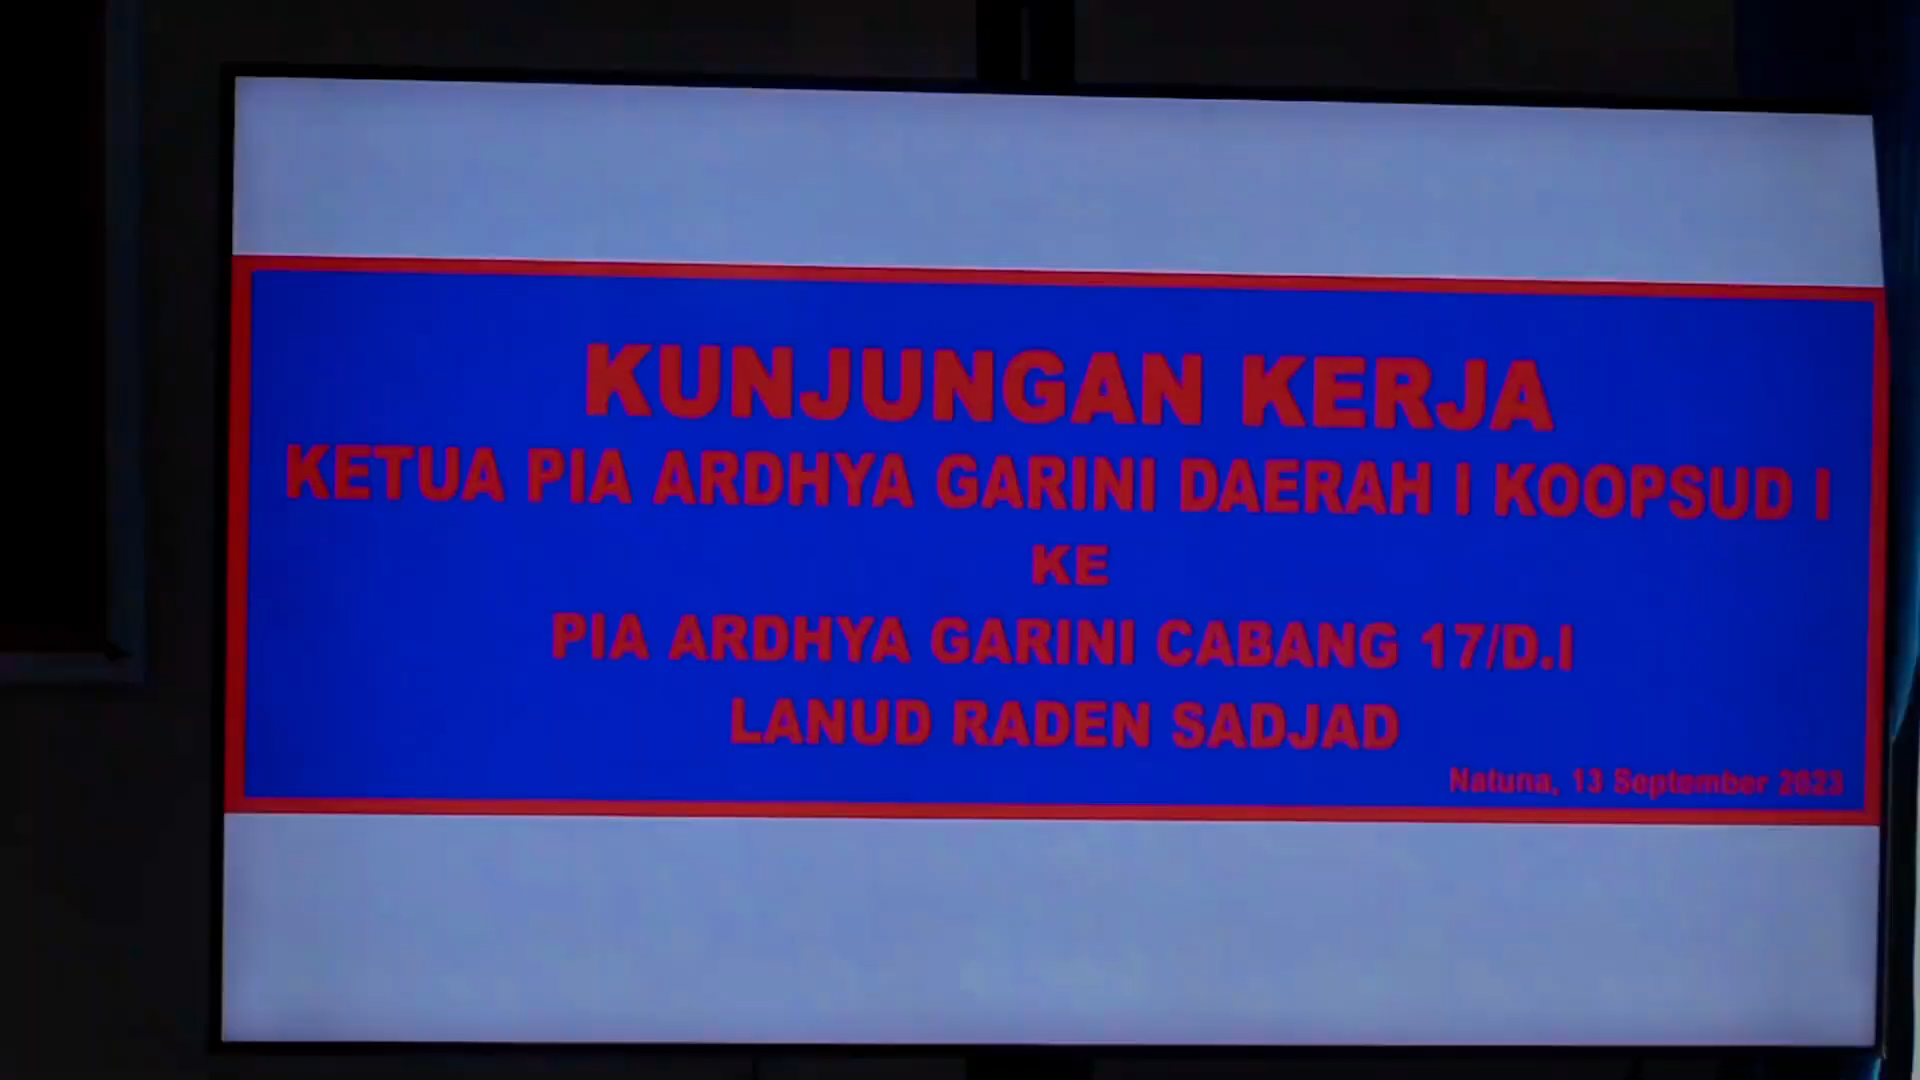 KUNJUNGAN KERJA
KETUA PIA ARDHYA GARINI DAERAH I KOOPSUD I
KE
PIA ARDHYA GARINI CABANG 17/D.I
LANUD RADEN SADJAD
Natuna, 13 September 2023